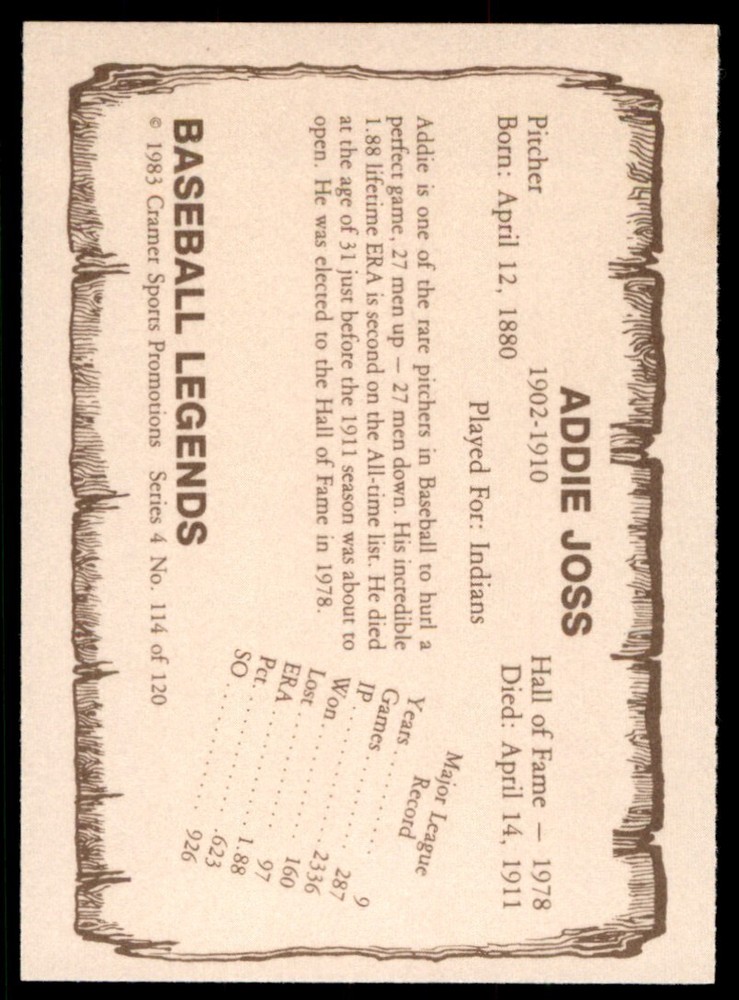 ADDIE JOSS
Pitcher 1902-1910 Hall of Fame — 1978
Born: April 12, 1880 Died: April 14, 1911
Played For: Indians
Addie is one of the rare pitchers in Baseball to hurl a
perfect game, 27 men up — 27 men down. His incredible
1.88 lifetime ERA is second on the All-time list. He died
at the age of 31 just before the 1911 season was about to
open. He was elected to the Hall of Fame in 1978.
Major League
Record
Years . . . . . . . . . 9
Games . . . . . . . . 287
IP . . . . . . . . . . . 2336
Won . . . . . . . . . . 160
Lost . . . . . . . . . . 97
ERA . . . . . . . . . . 1.88
Pct. . . . . . . . . . . .623
SO . . . . . . . . . . . 926
BASEBALL LEGENDS
© 1983 Cramer Sports Promotions Series 4 No. 114 of 120